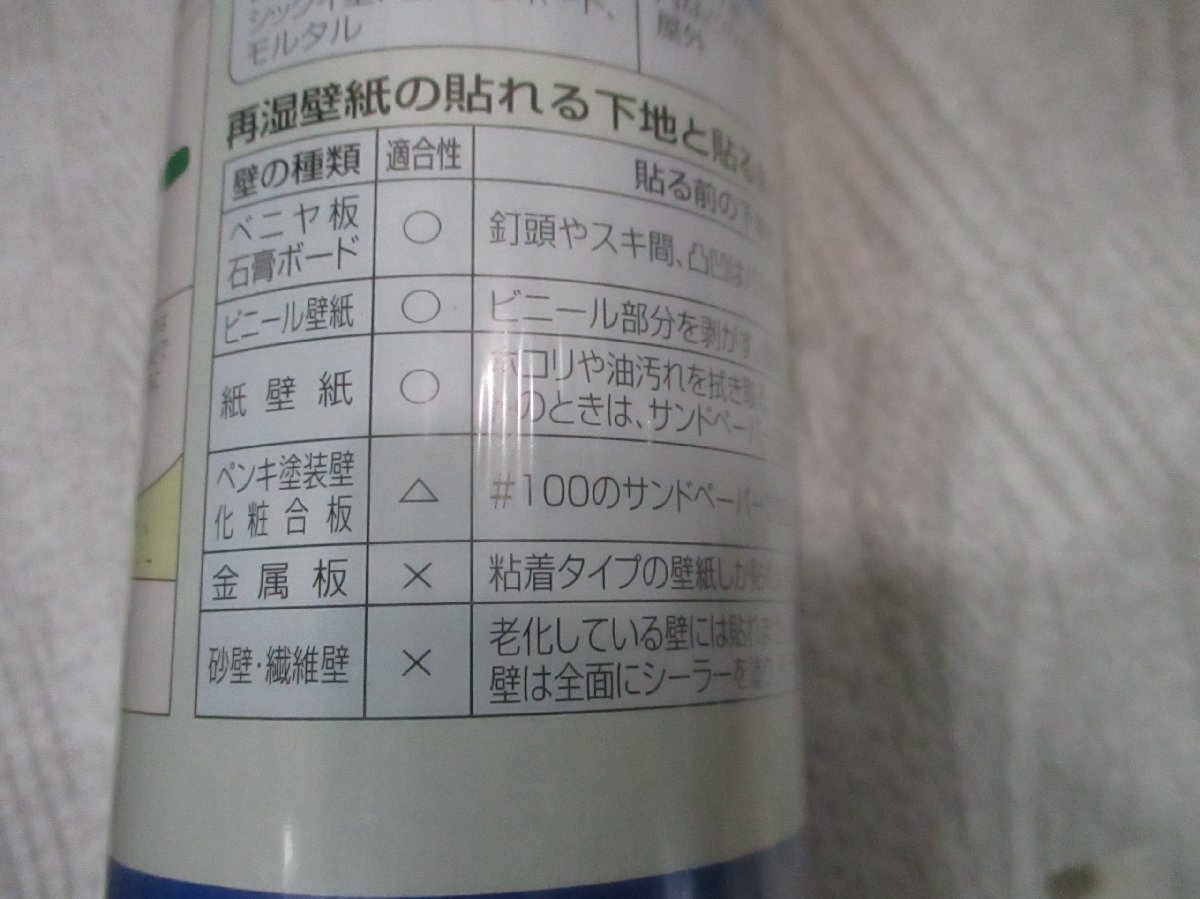 モルタル
屋外
再湿壁紙の貼れる下地と貼る
壁の種類 適合性 貼る前の
ベニヤ板
石膏ボード ○ 釘頭やスキ間、凸凹は
ビニール壁紙 ○ ビニール部分を剥がす
紙壁紙 ○ ホコリや油汚れを拭き取る
のときは、サンドペーパー
ペンキ塗装壁
化粧合板 △ #100のサンドペーパー
金属板 × 粘着タイプの壁紙しか
砂壁・繊維壁 × 老化している壁には貼れ
壁は全面にシーラーを